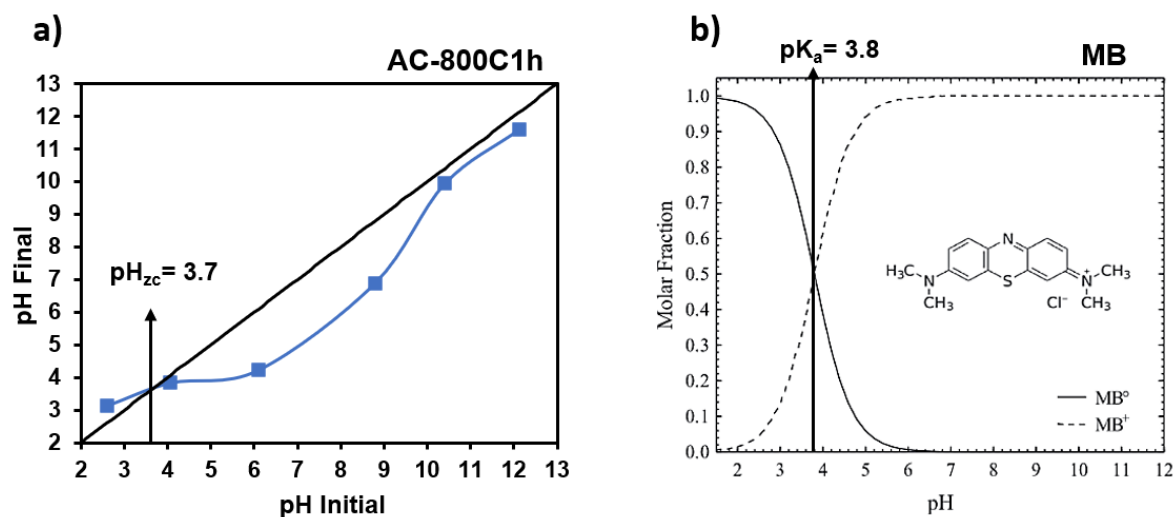 a)
AC-800C1h
13
12
11
10
9
8
7
6
5
4
3
2
pH Final
pHzc= 3.7
2 3 4 5 6 7 8 9 10 11 12 13
pH Initial
b)
pKa= 3.8
MB
1.0
0.9
0.8
0.7
0.6
0.5
0.4
0.3
0.2
0.1
0.0
Molar Fraction
N
H₃C
N
CH₃
S
N⁺
CH₃
CH₃
Cl⁻
MB°
MB⁺
2 3 4 5 6 7 8 9 10 11 12
pH